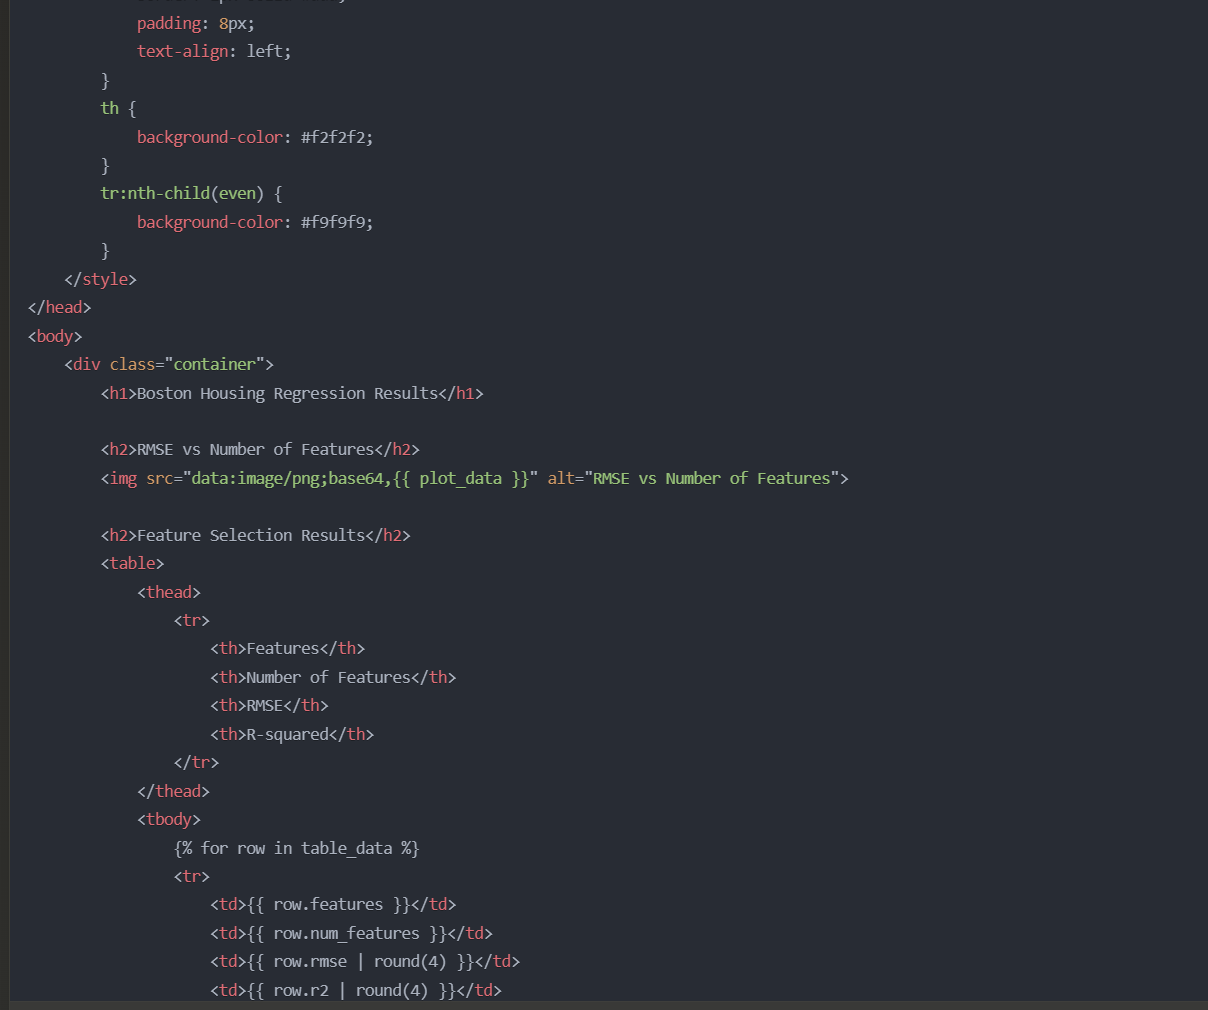 padding: 8px;
text-align: left;
}
th {
background-color: #f2f2f2;
}
tr:nth-child(even) {
background-color: #f9f9f9;
}
</style>
</head>
<body>
<div class="container">
<h1>Boston Housing Regression Results</h1>
<h2>RMSE vs Number of Features</h2>
<img src="data:image/png;base64,{{ plot_data }}" alt="RMSE vs Number of Features">
<h2>Feature Selection Results</h2>
<table>
<thead>
<tr>
<th>Features</th>
<th>Number of Features</th>
<th>RMSE</th>
<th>R-squared</th>
</tr>
</thead>
<tbody>
{% for row in table_data %}
<tr>
<td>{{ row.features }}</td>
<td>{{ row.num_features }}</td>
<td>{{ row.rmse | round(4) }}</td>
<td>{{ row.r2 | round(4) }}</td>